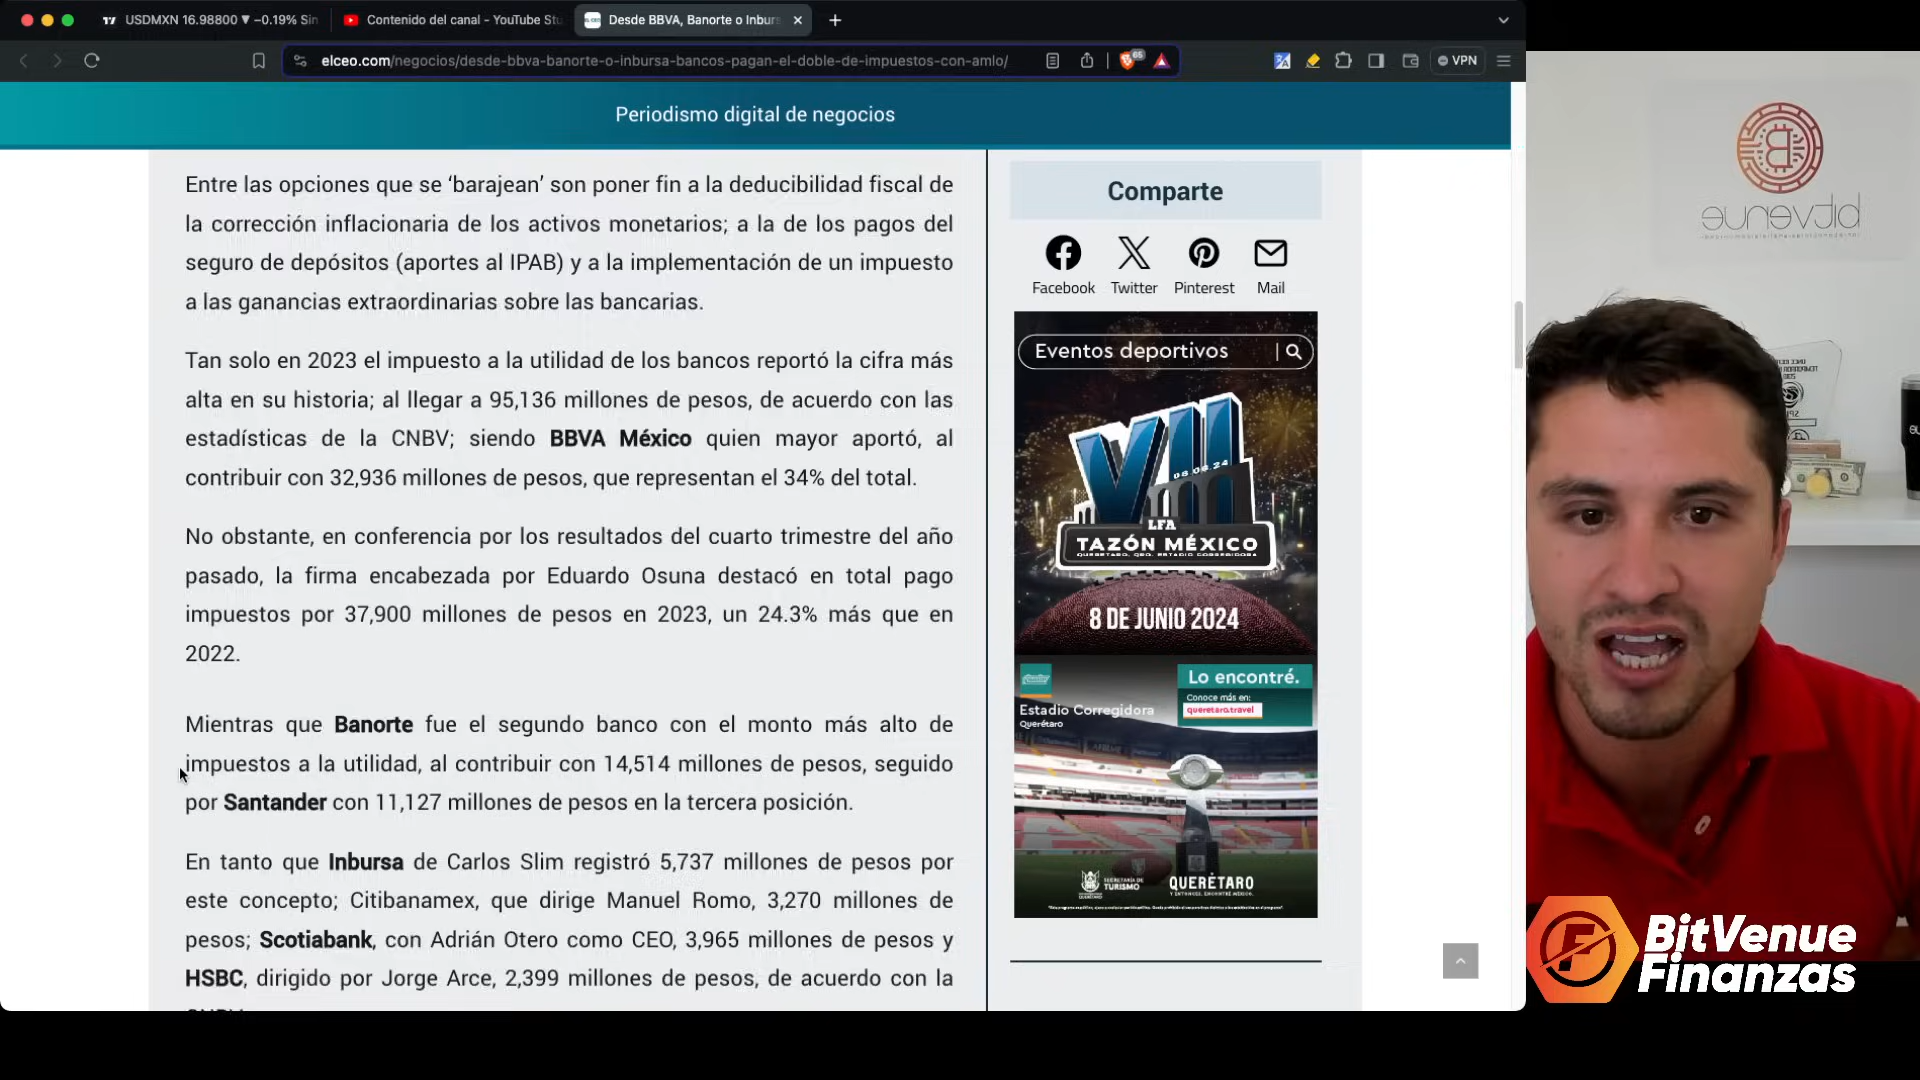 USDMXN 16.98800 ▼ −0.19% Sin
Contenido del canal - YouTube Stu
Desde BBVA, Banorte o Inburs
elceo.com/negocios/desde-bbva-banorte-o-inbursa-bancos-pagan-el-doble-de-impuestos-con-amlo/
65
VPN
Periodismo digital de negocios
Entre las opciones que se ‘barajean’ son poner fin a la deducibilidad fiscal de
la corrección inflacionaria de los activos monetarios; a la de los pagos del
seguro de depósitos (aportes al IPAB) y a la implementación de un impuesto
a las ganancias extraordinarias sobre las bancarias.
Tan solo en 2023 el impuesto a la utilidad de los bancos reportó la cifra más
alta en su historia; al llegar a 95,136 millones de pesos, de acuerdo con las
estadísticas de la CNBV; siendo BBVA México quien mayor aportó, al
contribuir con 32,936 millones de pesos, que representan el 34% del total.
No obstante, en conferencia por los resultados del cuarto trimestre del año
pasado, la firma encabezada por Eduardo Osuna destacó en total pago
impuestos por 37,900 millones de pesos en 2023, un 24.3% más que en
2022.
Mientras que Banorte fue el segundo banco con el monto más alto de
impuestos a la utilidad, al contribuir con 14,514 millones de pesos, seguido
por Santander con 11,127 millones de pesos en la tercera posición.
En tanto que Inbursa de Carlos Slim registró 5,737 millones de pesos por
este concepto; Citibanamex, que dirige Manuel Romo, 3,270 millones de
pesos; Scotiabank, con Adrián Otero como CEO, 3,965 millones de pesos y
HSBC, dirigido por Jorge Arce, 2,399 millones de pesos, de acuerdo con la
Comparte
Facebook Twitter Pinterest Mail
Eventos deportivos
VII
08.06.24
LFA
TAZÓN MÉXICO
QUERÉTARO, QRO. ESTADIO CORREGIDORA
8 DE JUNIO 2024
Lo encontré.
Conoce más en:
queretaro.travel
Estadio Corregidora
Querétaro
SECRETARÍA DE
TURISMO
QUERÉTARO
bitvenue
BitVenue
Finanzas